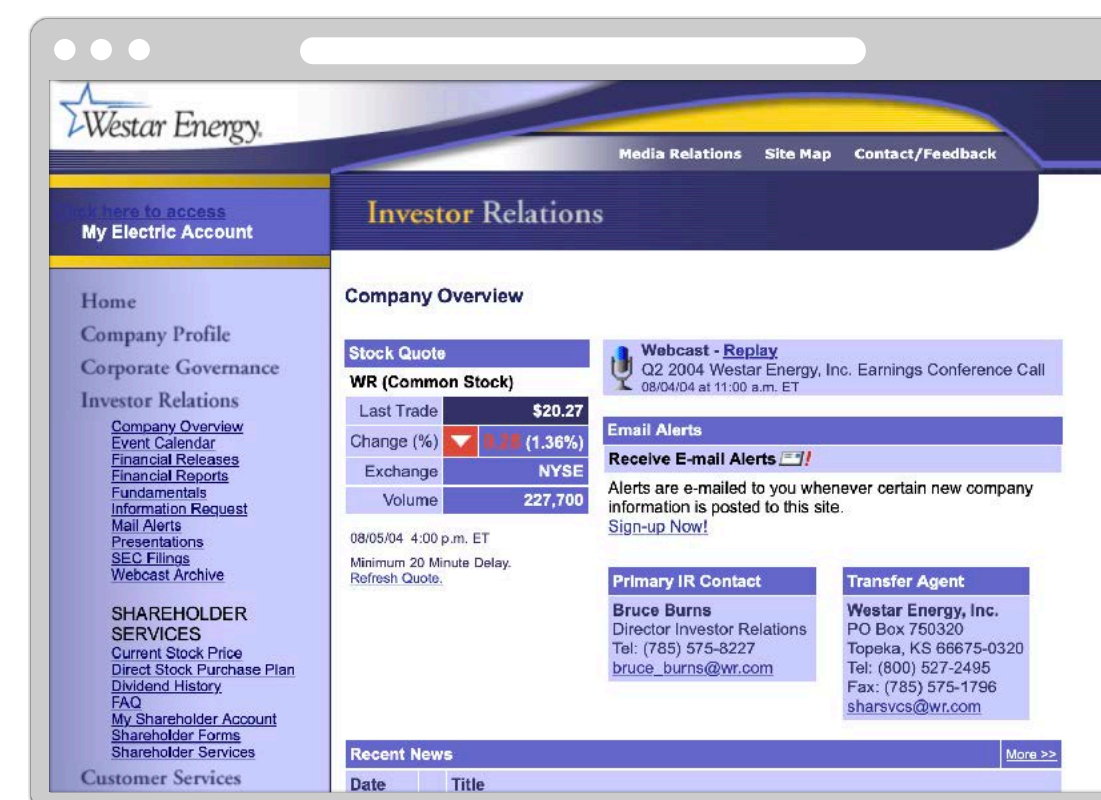 Westar Energy.
Media Relations Site Map Contact/Feedback
here to access
My Electric Account
Investor Relations
Home
Company Profile
Corporate Governance
Investor Relations
Company Overview
Event Calendar
Financial Releases
Financial Reports
Fundamentals
Information Request
Mail Alerts
Presentations
SEC Filings
Webcast Archive
SHAREHOLDER
SERVICES
Current Stock Price
Direct Stock Purchase Plan
Dividend History
FAQ
My Shareholder Account
Shareholder Forms
Shareholder Services
Customer Services
Company Overview
Stock Quote
WR (Common Stock)
Last Trade $20.27
Change (%) 0.28 (1.36%)
Exchange NYSE
Volume 227,700
08/05/04 4:00 p.m. ET
Minimum 20 Minute Delay.
Refresh Quote.
Webcast - Replay
Q2 2004 Westar Energy, Inc. Earnings Conference Call
08/04/04 at 11:00 a.m. ET
Email Alerts
Receive E-mail Alerts
Alerts are e-mailed to you whenever certain new company
information is posted to this site.
Sign-up Now!
Primary IR Contact
Bruce Burns
Director Investor Relations
Tel: (785) 575-8227
bruce_burns@wr.com
Transfer Agent
Westar Energy, Inc.
PO Box 750320
Topeka, KS 66675-0320
Tel: (800) 527-2495
Fax: (785) 575-1796
sharsvcs@wr.com
Recent News More >>
Date Title